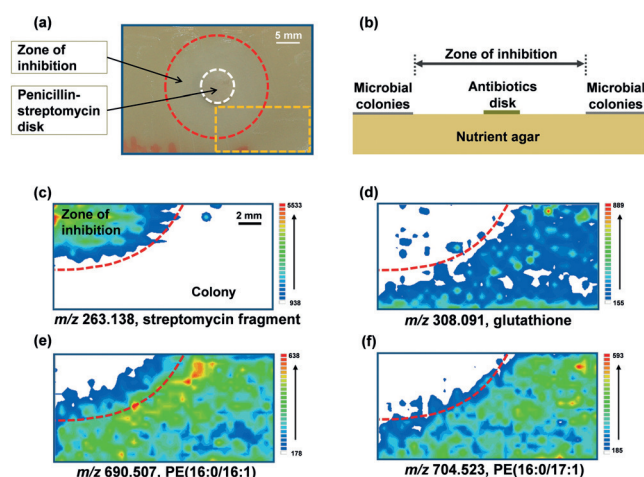 (a)
5 mm
Zone of
inhibition
Penicillin-
streptomycin
disk
(b)
Zone of inhibition
Microbial
colonies
Antibiotics
disk
Microbial
colonies
Nutrient agar
(c)
Zone of
inhibition
2 mm
Colony
5533
938
m/z 263.138, streptomycin fragment
(d)
889
155
m/z 308.091, glutathione
(e)
638
178
m/z 690.507, PE(16:0/16:1)
(f)
593
185
m/z 704.523, PE(16:0/17:1)